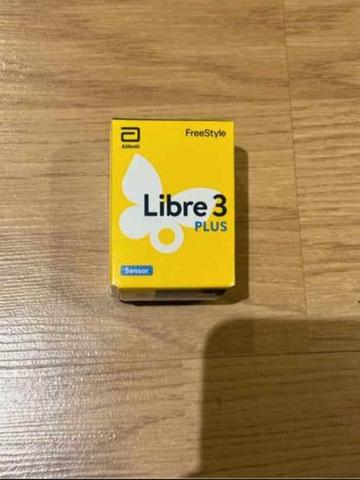 Abbott
FreeStyle
Libre 3
PLUS
Sensor